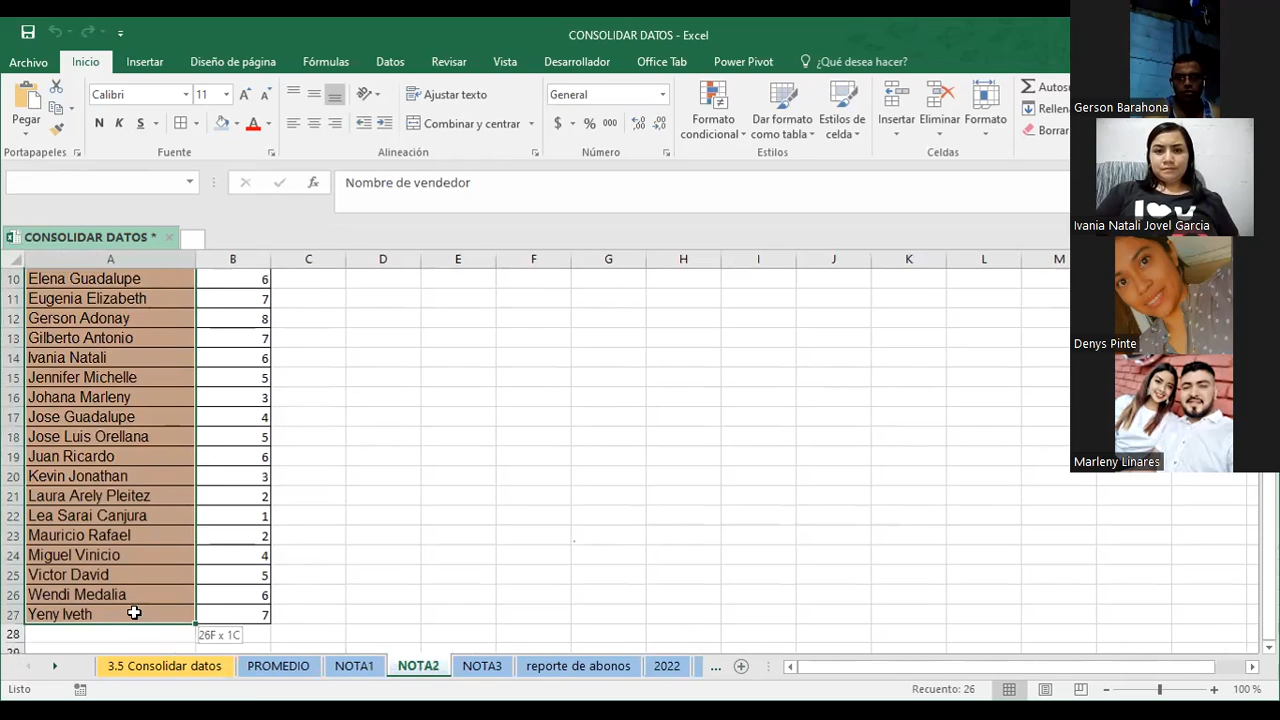 CONSOLIDAR DATOS - Excel
Archivo Inicio Insertar Diseño de página Fórmulas Datos Revisar Vista Desarrollador Office Tab Power Pivot ¿Qué desea hacer?
Pegar
Calibri 11
N K S
Ajustar texto
Combinar y centrar
General
$ % 000
Formato condicional
Dar formato como tabla
Estilos de celda
Insertar Eliminar Formato
Autos
Rellen
Borrar
Portapapeles Fuente Alineación Número Estilos Celdas
fx Nombre de vendedor
CONSOLIDAR DATOS *
A B C D E F G H I J K L M
10 Elena Guadalupe 6
11 Eugenia Elizabeth 7
12 Gerson Adonay 8
13 Gilberto Antonio 7
14 Ivania Natali 6
15 Jennifer Michelle 5
16 Johana Marleny 3
17 Jose Guadalupe 4
18 Jose Luis Orellana 5
19 Juan Ricardo 6
20 Kevin Jonathan 3
21 Laura Arely Pleitez 2
22 Lea Sarai Canjura 1
23 Mauricio Rafael 2
24 Miguel Vinicio 4
25 Victor David 5
26 Wendi Medalia 6
27 Yeny Iveth 7
28 26F x 1C
3.5 Consolidar datos PROMEDIO NOTA1 NOTA2 NOTA3 reporte de abonos 2022 ...
Listo Recuento: 26 100 %
Gerson Barahona
Ivania Natali Jovel Garcia
Denys Pinte
Marleny Linares